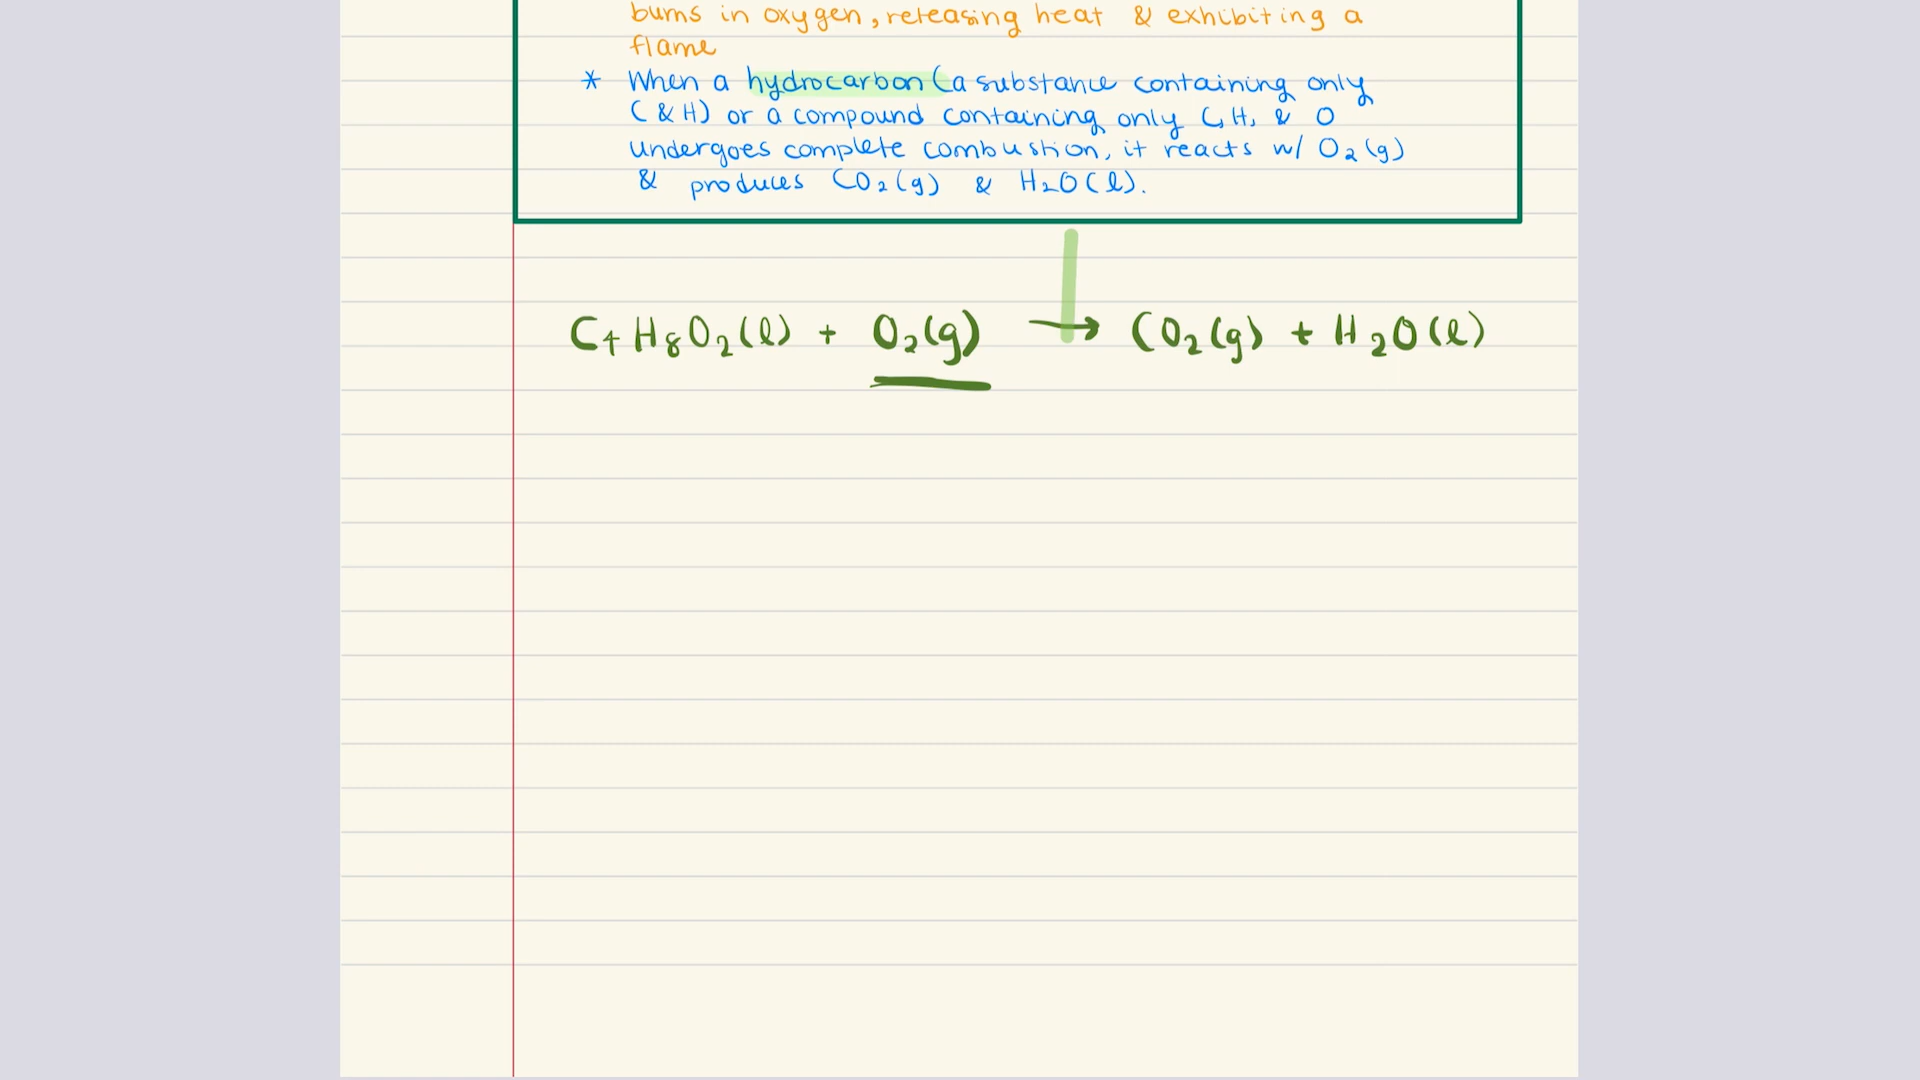 burns in oxygen, releasing heat & exhibiting a
flame
* When a hydrocarbon (a substance containing only
C & H) or a compound containing only C, H, & O
undergoes complete combustion, it reacts w/ O₂(g)
& produces CO₂(g) & H₂O(l).
C₄H₈O₂(l) + O₂(g) → CO₂(g) + H₂O(l)